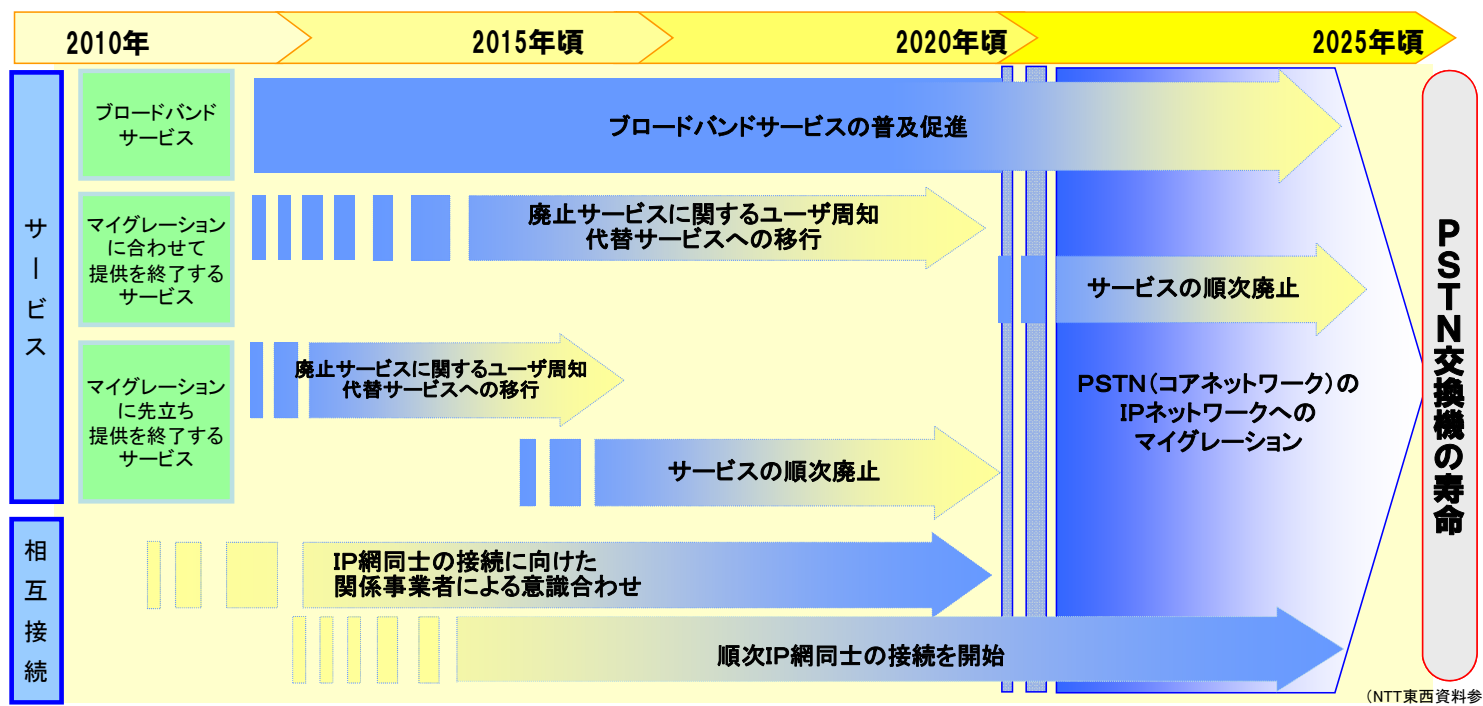 2010年
2015年頃
2020年頃
2025年頃
サービス
ブロードバンド
サービス
ブロードバンドサービスの普及促進
マイグレーション
に合わせて
提供を終了する
サービス
廃止サービスに関するユーザ周知
代替サービスへの移行
サービスの順次廃止
マイグレーション
に先立ち
提供を終了する
サービス
廃止サービスに関するユーザ周知
代替サービスへの移行
サービスの順次廃止
PSTN(コアネットワーク)の
IPネットワークへの
マイグレーション
相互接続
IP網同士の接続に向けた
関係事業者による意識合わせ
順次IP網同士の接続を開始
PSTN交換機の寿命
(NTT東西資料参